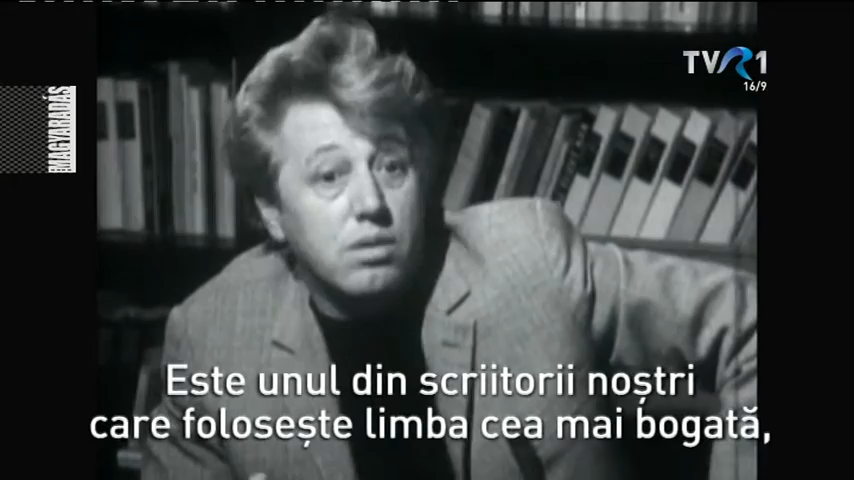 TVR1
16/9
MAGYARADÁS
Este unul din scriitorii noștri
care folosește limba cea mai bogată,